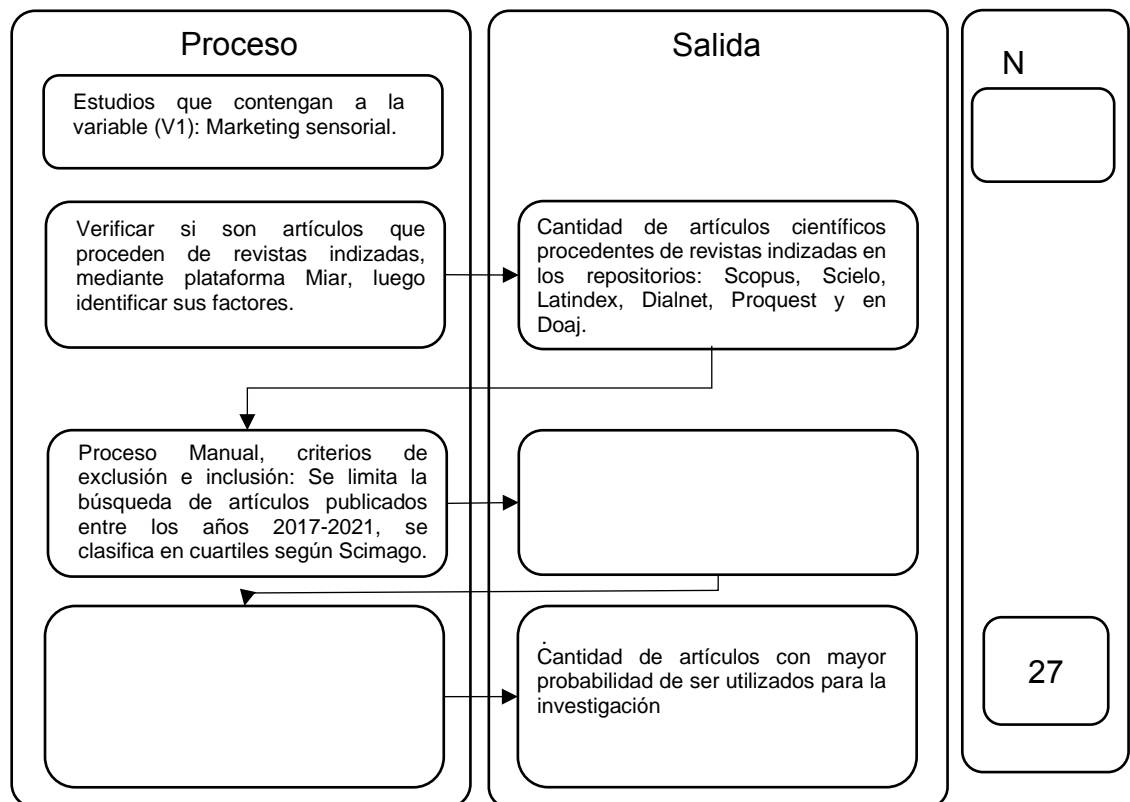 Proceso
Estudios que contengan a la
variable (V1): Marketing sensorial.
Verificar si son artículos que
proceden de revistas indizadas,
mediante plataforma Miar, luego
identificar sus factores.
Proceso Manual, criterios de
exclusión e inclusión: Se limita la
búsqueda de artículos publicados
entre los años 2017-2021, se
clasifica en cuartiles según Scimago.
Salida
Cantidad de artículos científicos
procedentes de revistas indizadas en
los repositorios: Scopus, Scielo,
Latindex, Dialnet, Proquest y en
Doaj.
.
Cantidad de artículos con mayor
probabilidad de ser utilizados para la
investigación
N
27